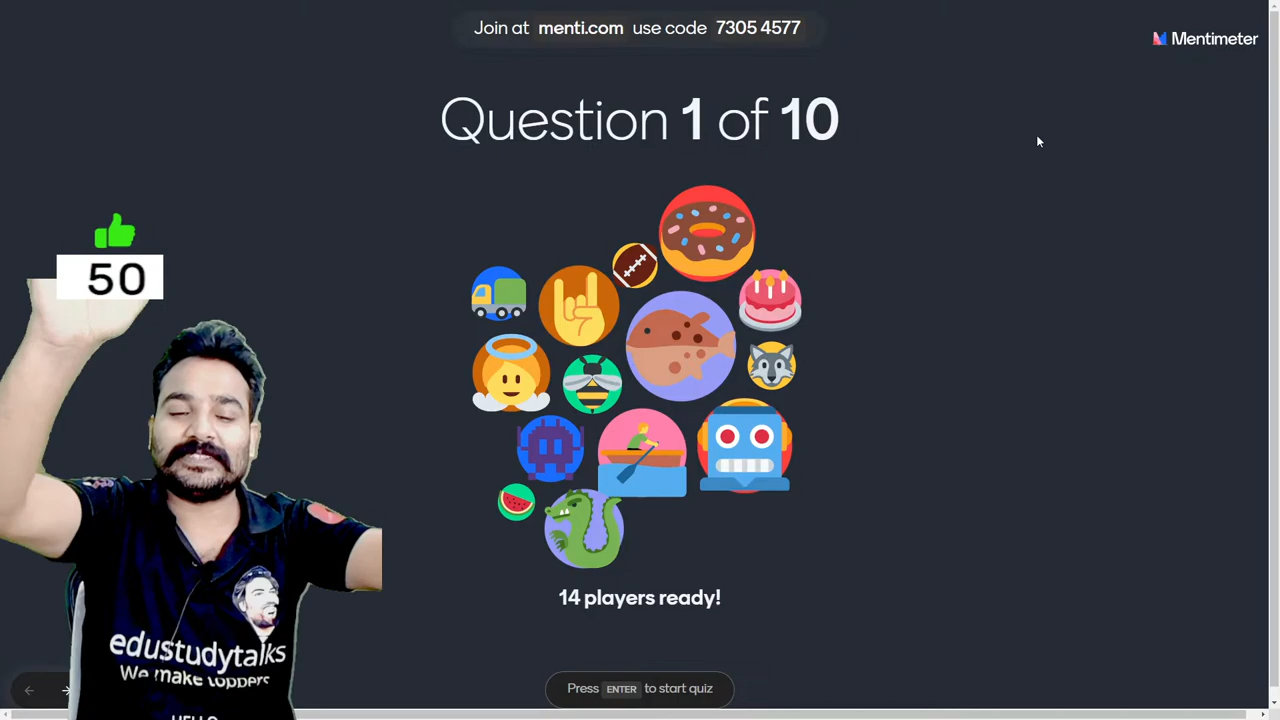 Join at menti.com use code 7305 4577
Mentimeter
Question 1 of 10
50
14 players ready!
edustudytalks
We make toppers
HELLO
Press ENTER to start quiz